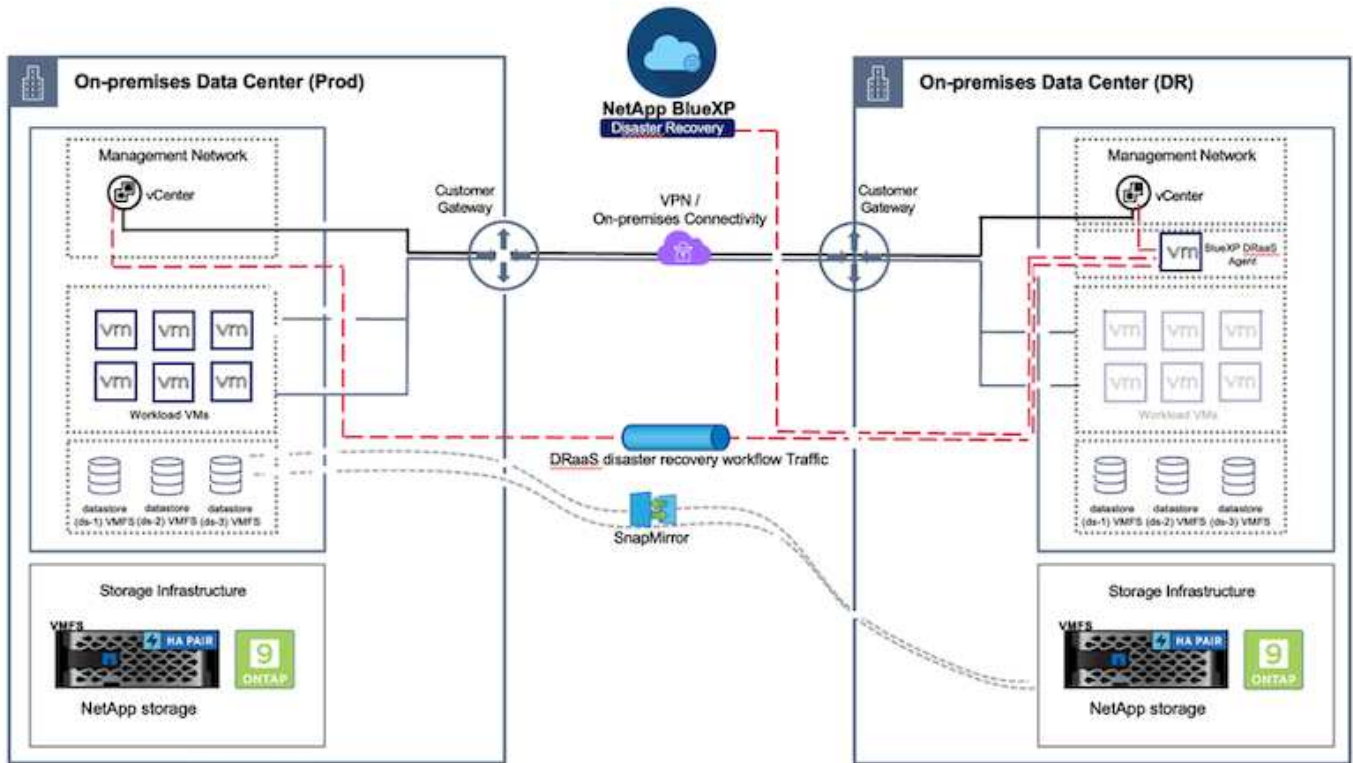 NetApp BlueXP
Disaster Recovery
On-premises Data Center (Prod)
Management Network
vCenter
vm vm vm
vm vm vm
Workload VMs
datastore datastore datastore
(ds-1) VMFS (ds-2) VMFS (ds-3) VMFS
Storage Infrastructure
VMFS
HA PAIR
9
ONTAP
NetApp storage
Customer
Gateway
VPN /
On-premises Connectivity
DRaaS disaster recovery workflow Traffic
SnapMirror
Customer
Gateway
On-premises Data Center (DR)
Management Network
vCenter
vm
BlueXP DRaaS
Agent
vm vm vm
vm vm vm
Workload VMs
datastore datastore datastore
(ds-1) VMFS (ds-2) VMFS (ds-3) VMFS
Storage Infrastructure
VMFS
HA PAIR
9
ONTAP
NetApp storage